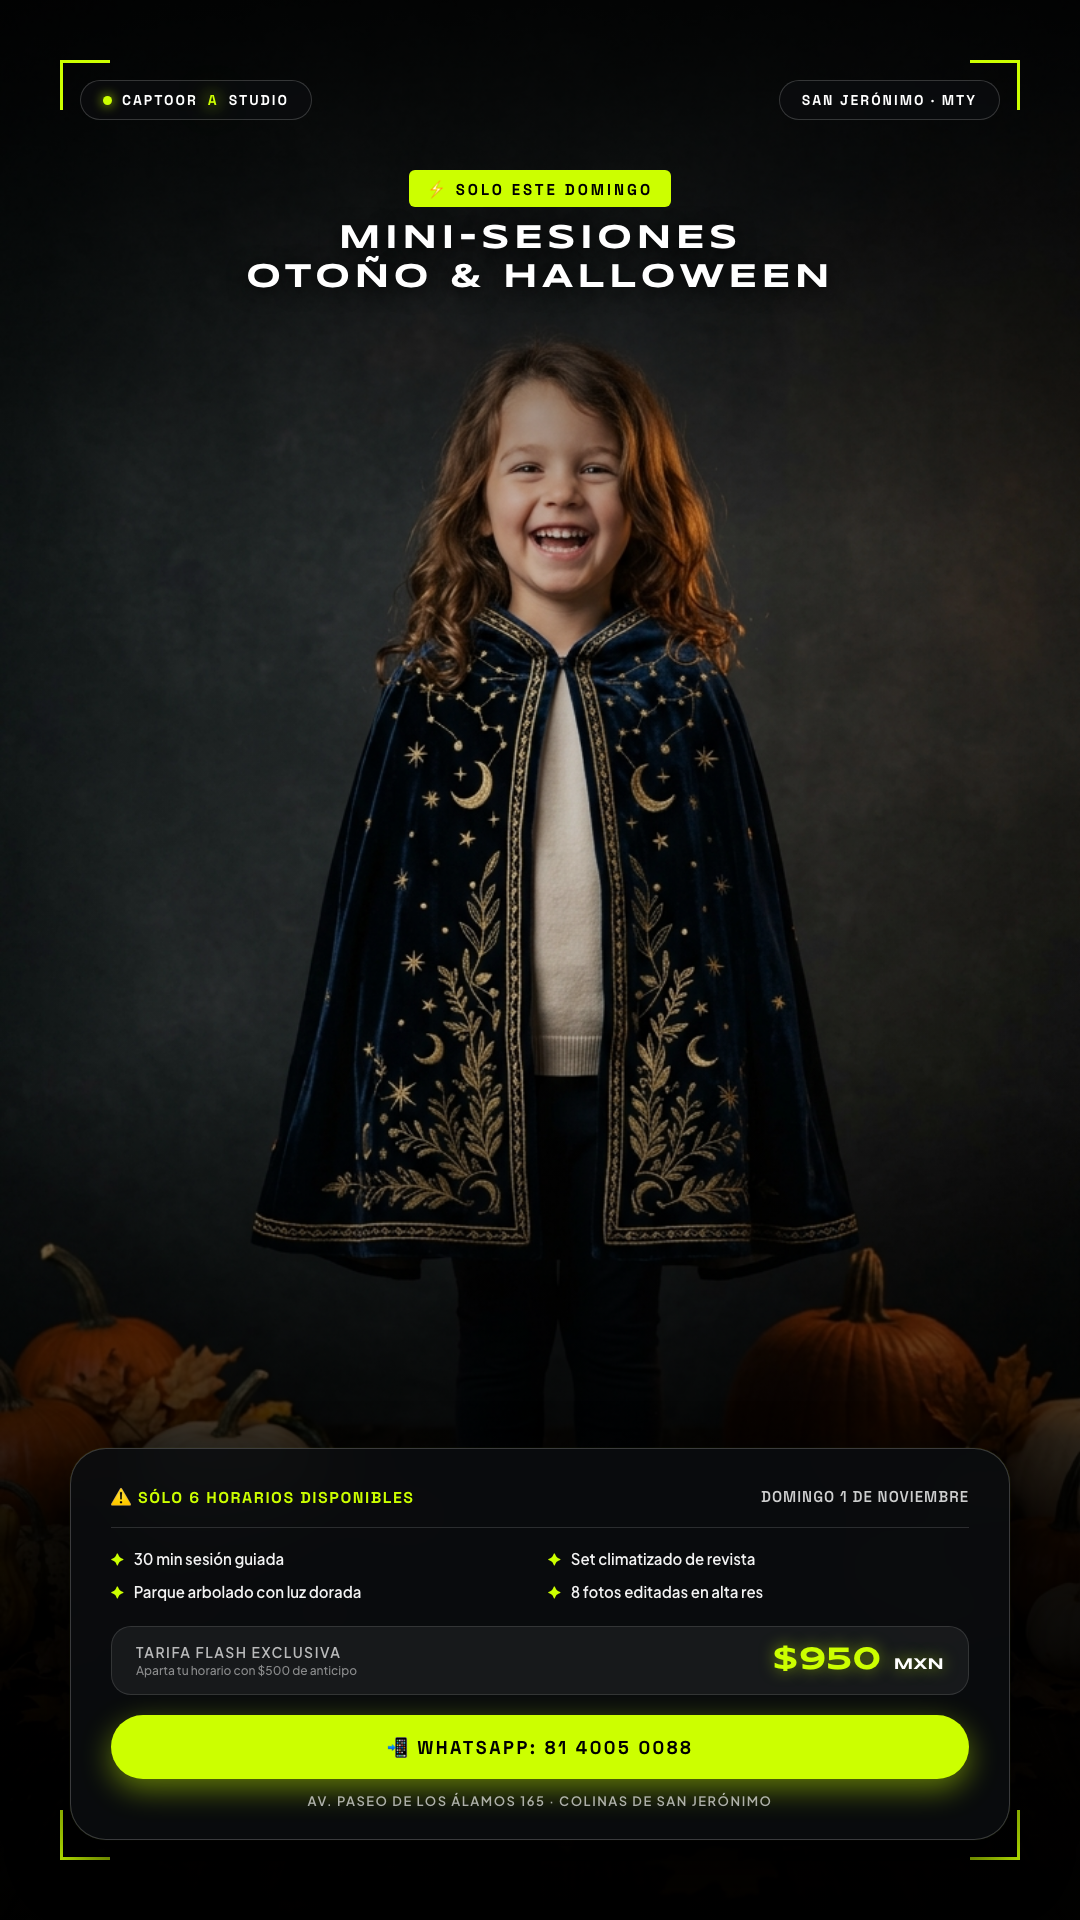 CAPTOOR A STUDIO
SAN JERÓNIMO · MTY
⚡ SOLO ESTE DOMINGO
MINI-SESIONES
OTOÑO & HALLOWEEN
⚠️ SÓLO 6 HORARIOS DISPONIBLES
DOMINGO 1 DE NOVIEMBRE
✦ 30 min sesión guiada
✦ Set climatizado de revista
✦ Parque arbolado con luz dorada
✦ 8 fotos editadas en alta res
TARIFA FLASH EXCLUSIVA
Aparta tu horario con $500 de anticipo
$950 MXN
📲 WHATSAPP: 81 4005 0088
AV. PASEO DE LOS ÁLAMOS 165 · COLINAS DE SAN JERÓNIMO